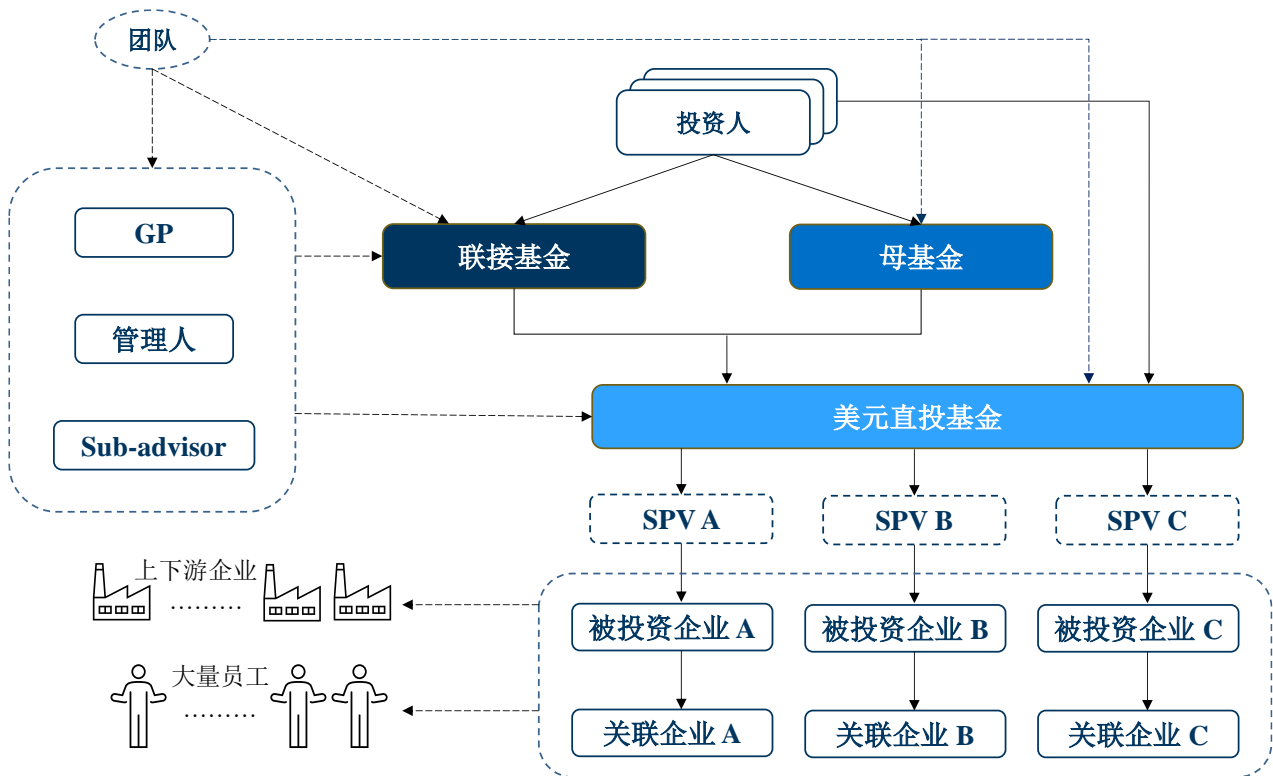 团队
投资人
GP
联接基金
母基金
管理人
美元直投基金
Sub-advisor
SPV A
SPV B
SPV C
上下游企业
………
被投资企业 A
被投资企业 B
被投资企业 C
大量员工
………
关联企业 A
关联企业 B
关联企业 C